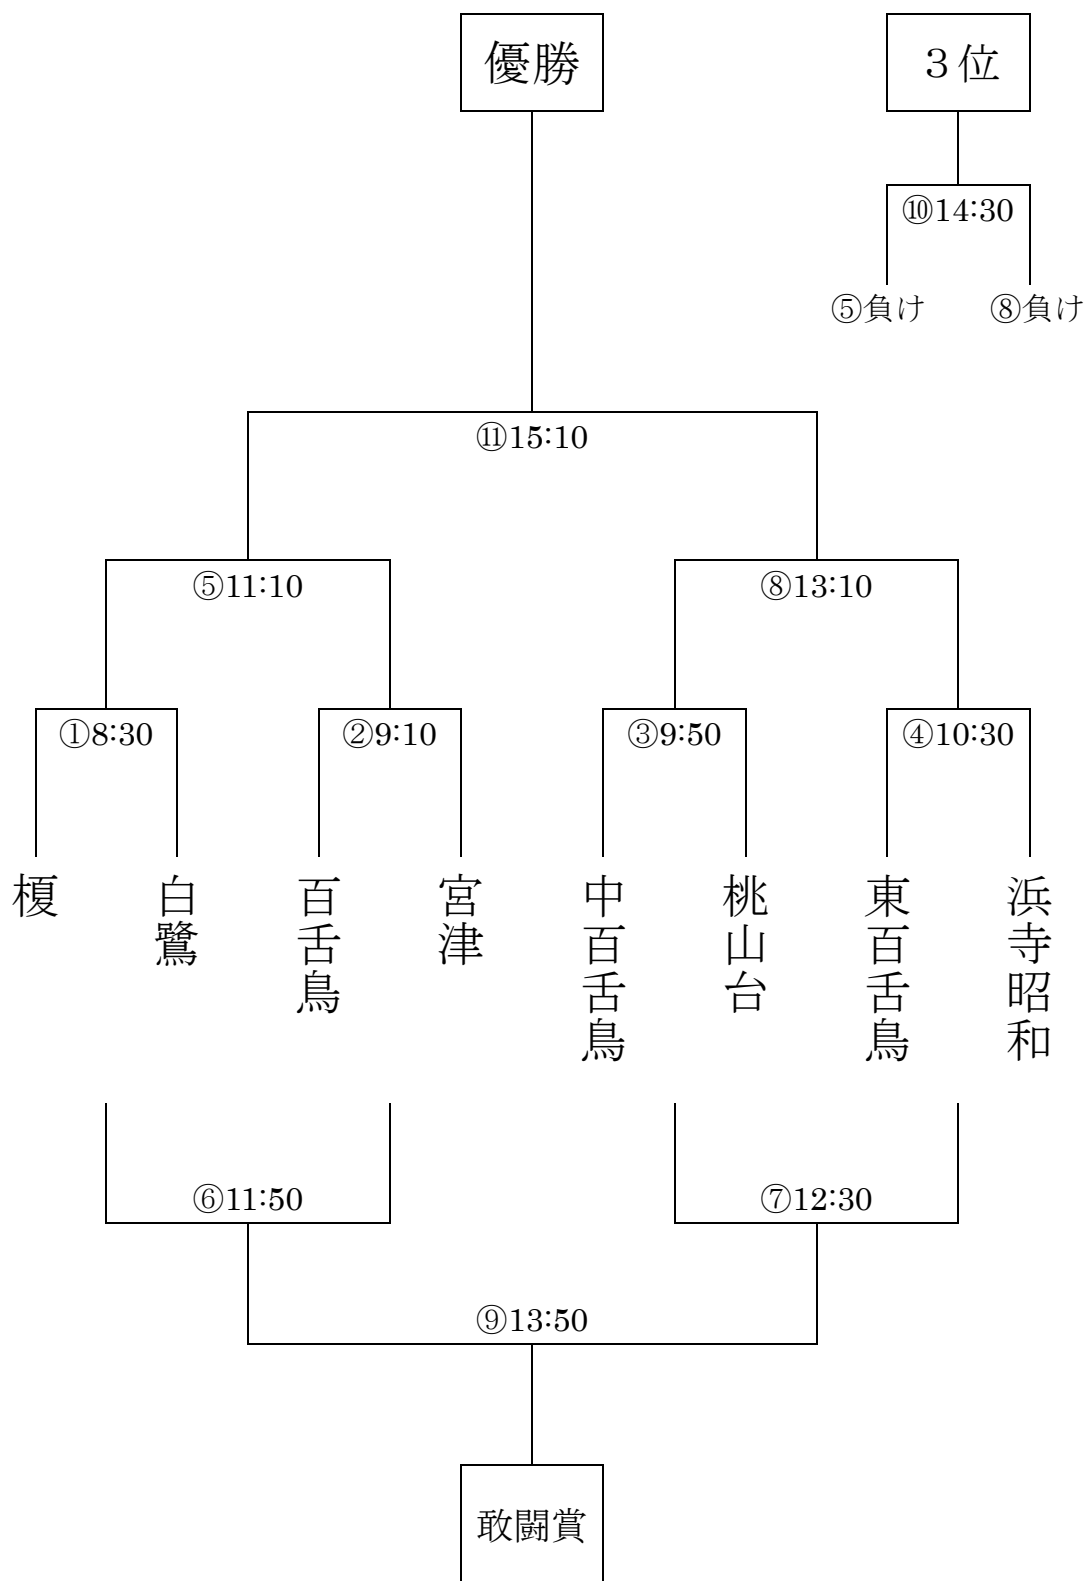 優勝
３位
⑩14:30
⑤負け
⑧負け
⑪15:10
⑤11:10
⑧13:10
①8:30
②9:10
③9:50
④10:30
榎
白鷺
百舌鳥
宮津
中百舌鳥
桃山台
東百舌鳥
浜寺昭和
⑥11:50
⑦12:30
⑨13:50
敢闘賞